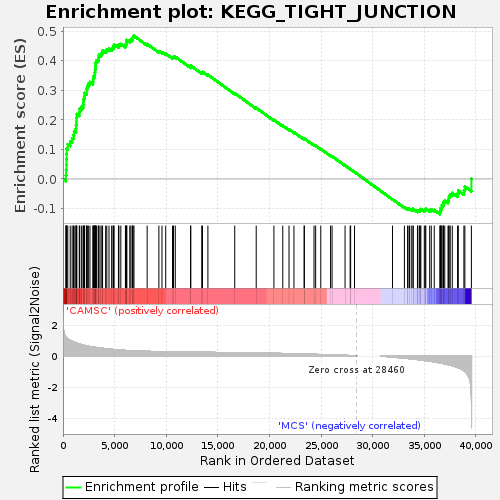 Enrichment plot: KEGG_TIGHT_JUNCTION
Enrichment score (ES)
0.5
0.4
0.3
0.2
0.1
0.0
-0.1
'CAMSC' (positively correlated)
Ranked list metric (Signal2Noise)
2
0
-2
-4
Zero cross at 28460
'MCS' (negatively correlated)
0 5,000 10,000 15,000 20,000 25,000 30,000 35,000 40,000
Rank in Ordered Dataset
Enrichment profile Hits Ranking metric scores